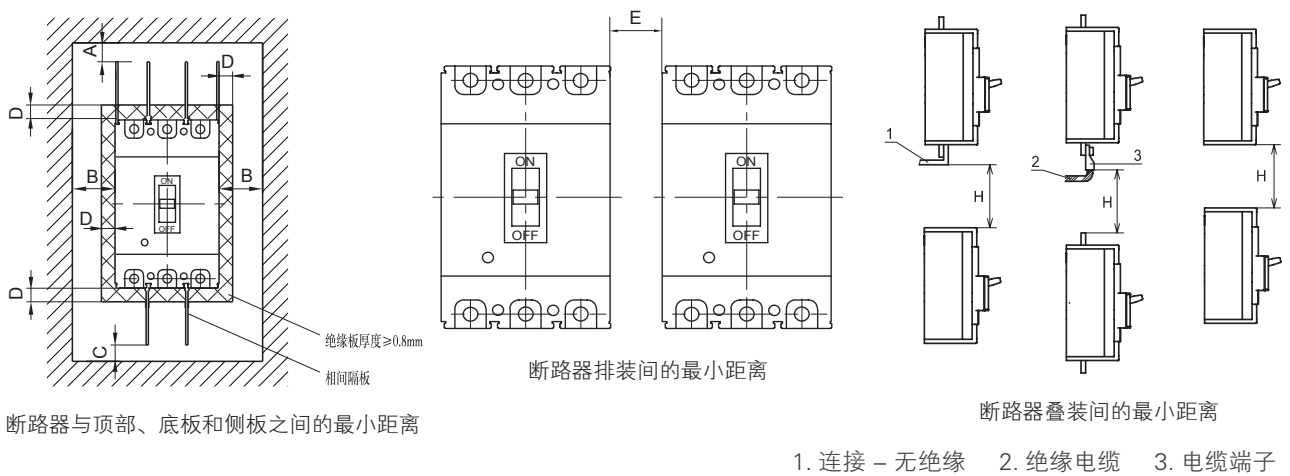 A
D
D
B
B
D
D
C
ON
OFF
绝缘板厚度≥0.8mm
相间隔板
断路器与顶部、底板和侧板之间的最小距离
E
ON
OFF
ON
OFF
断路器排装间的最小距离
1
2
3
H
H
H
断路器叠装间的最小距离
1. 连接 – 无绝缘 2. 绝缘电缆 3. 电缆端子